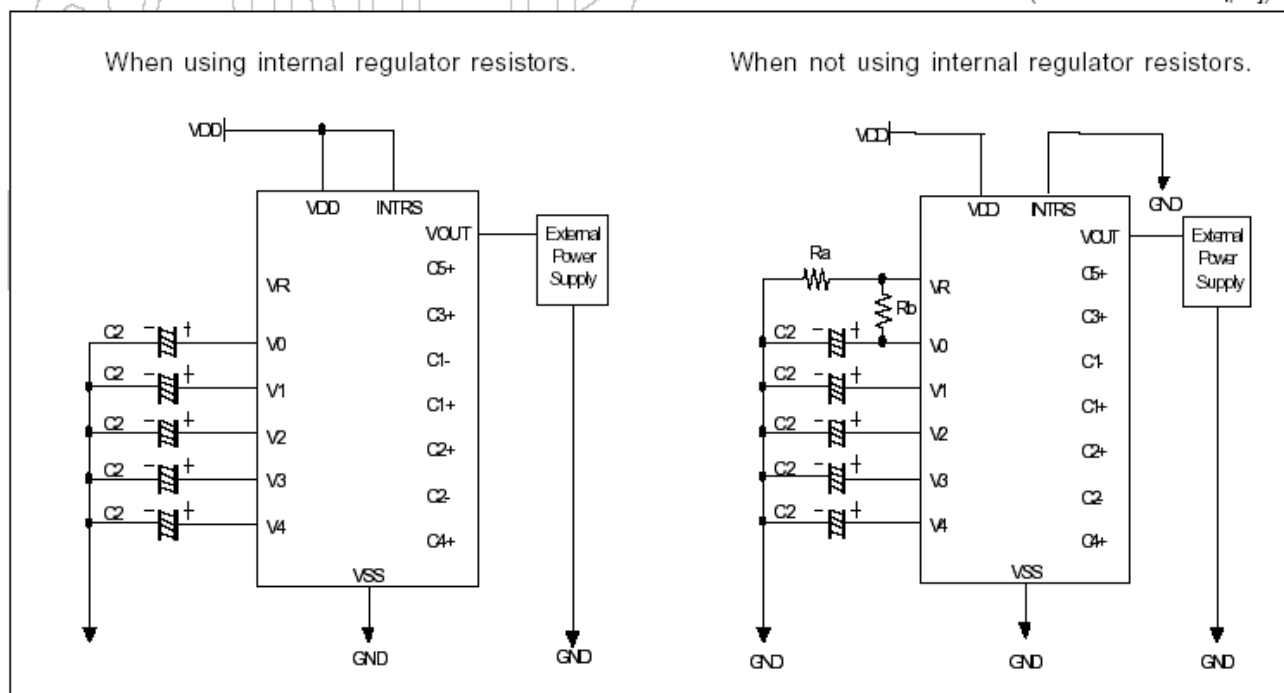 When using internal regulator resistors.
VDD
VDD INTRS
VOUT
External
Power
Supply
C5+
VR
C3+
C2 - + V0
C1-
C2 - + V1
C1+
C2 - + V2
C2+
C2 - + V3
C2-
C2 - + V4
C4+
VSS
GND
GND
When not using internal regulator resistors.
VDD
VDD INTRS
GND
VOUT
External
Power
Supply
Ra
C5+
VR
Rb
C3+
C2 - + V0
C1-
C2 - + V1
C1+
C2 - + V2
C2+
C2 - + V3
C2-
C2 - + V4
C4+
VSS
GND
GND
GND